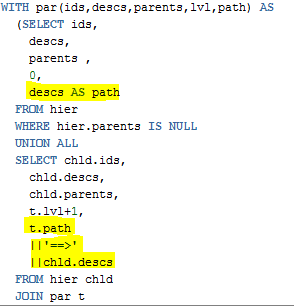 WITH par(ids,descs,parents,lvl,path) AS
(SELECT ids,
descs,
parents ,
0,
descs AS path
FROM hier
WHERE hier.parents IS NULL
UNION ALL
SELECT chld.ids,
chld.descs,
chld.parents,
t.lvl+1,
t.path
||'==>'
||chld.descs
FROM hier chld
JOIN par t